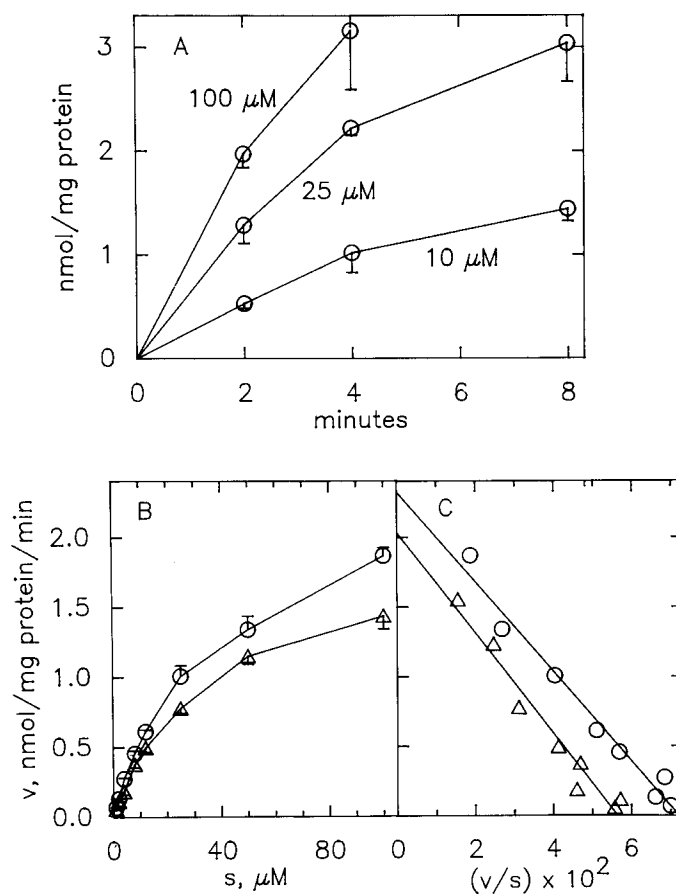 A
nmol/mg protein
3
2
1
0
100 μM
25 μM
10 μM
0 2 4 6 8
minutes
B
v, nmol/mg protein/min
2.0
1.5
1.0
0.5
0.0
0 40 80
s, μM
C
0 2 4 6
(v/s) x 10²